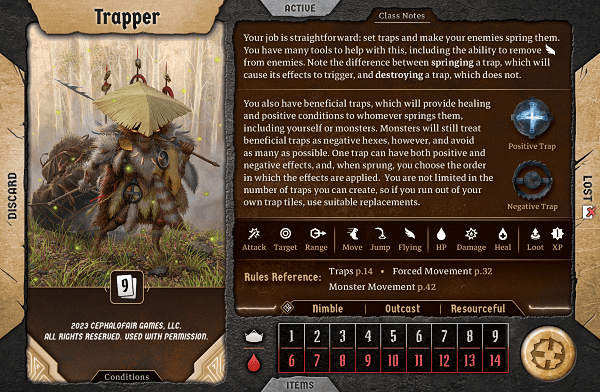 Trapper
ACTIVE
Class Notes
Your job is straightforward: set traps and make your enemies spring them.
You have many tools to help with this, including the ability to remove
from enemies. Note the difference between springing a trap, which will
cause its effects to trigger, and destroying a trap, which does not.
You also have beneficial traps, which will provide healing
and positive conditions to whomever springs them,
including yourself or monsters. Monsters will still treat
beneficial traps as negative hexes, however, and avoid
as many as possible. One trap can have both positive and
negative effects, and, when sprung, you choose the order
in which the effects are applied. You are not limited in the
number of traps you can create, so if you run out of your
own trap tiles, use suitable replacements.
Positive Trap
Negative Trap
DISCARD
LOST
Attack Target Range Move Jump Flying HP Damage Heal Loot XP
Rules Reference: Traps p.14 • Forced Movement p.32
Monster Movement p.42
9
Nimble Outcast Resourceful
2023 CEPHALOFAIR GAMES, LLC.
ALL RIGHTS RESERVED. USED WITH PERMISSION.
1 2 3 4 5 6 7 8 9
6 7 8 9 10 11 12 13 14
Conditions
ITEMS